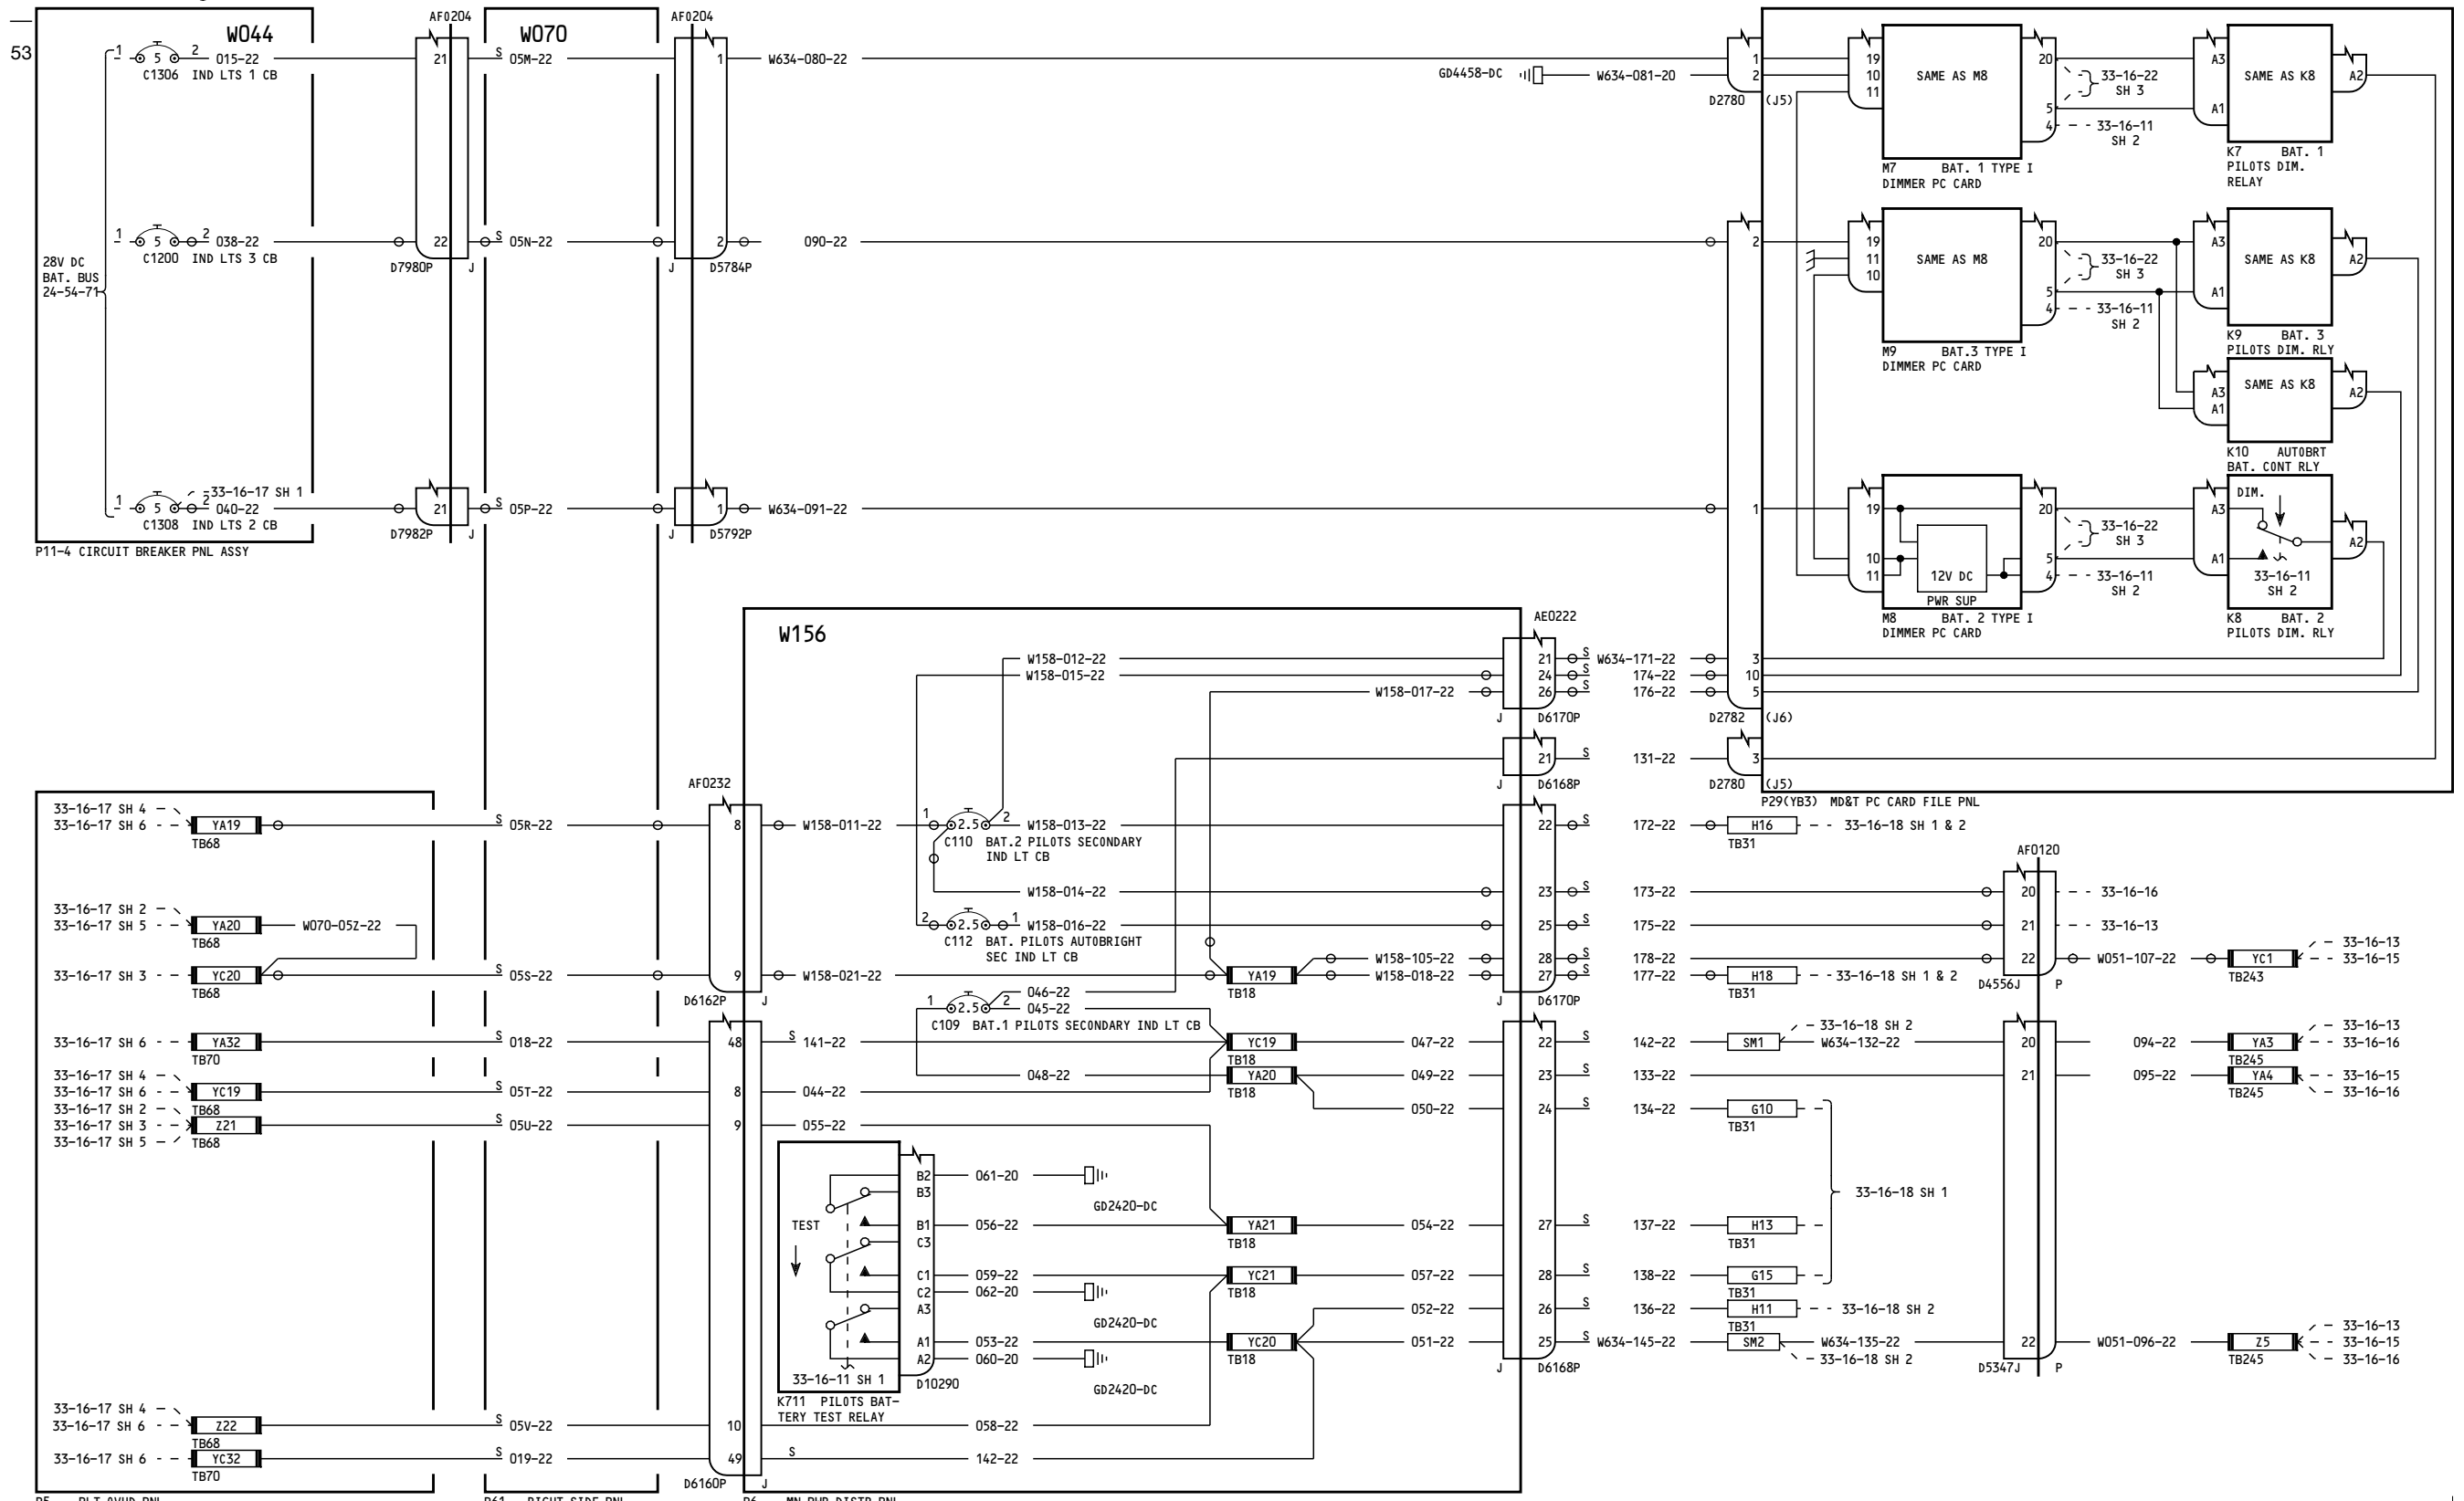 53
W044
AF0204
W070
AF0204
1 5 2 015-22
C1306 IND LTS 1 CB
21
S 05M-22
1
W634-080-22
GD4458-DC
W634-081-20
1
2
D2780 (J5)
19
10
11
SAME AS M8
20
5
4
33-16-22
SH 3
33-16-11
SH 2
M7 BAT. 1 TYPE I
DIMMER PC CARD
A3
A1
SAME AS K8
A2
K7 BAT. 1
PILOTS DIM.
RELAY
1 5 2 038-22
C1200 IND LTS 3 CB
28V DC
BAT. BUS
24-54-71
22
D7980P J
S 05N-22
2
J D5784P
090-22
2
19
11
10
SAME AS M8
20
5
4
33-16-22
SH 3
33-16-11
SH 2
M9 BAT.3 TYPE I
DIMMER PC CARD
A3
A1
SAME AS K8
A2
K9 BAT. 3
PILOTS DIM. RLY
A3
A1
SAME AS K8
A2
K10 AUTOBRT
BAT. CONT RLY
33-16-17 SH 1
1 5 2 040-22
C1308 IND LTS 2 CB
P11-4 CIRCUIT BREAKER PNL ASSY
21
D7982P J
S 05P-22
1
J D5792P
W634-091-22
1
19
10
11
12V DC
PWR SUP
20
5
4
33-16-22
SH 3
33-16-11
SH 2
M8 BAT. 2 TYPE I
DIMMER PC CARD
DIM.
A3
A1
A2
33-16-11
SH 2
K8 BAT. 2
PILOTS DIM. RLY
W156
AE0222
W158-012-22 21 S W634-171-22 3
W158-015-22 24 S 174-22 10
W158-017-22 26 S 176-22 5
J D6170P D2782 (J6)
21 S 131-22 3
J D6168P D2780 (J5)
P29(YB3) MD&T PC CARD FILE PNL
AF0232
33-16-17 SH 4
33-16-17 SH 6 YA19
TB68
S 05R-22
8
W158-011-22
1 2.5 2 W158-013-22
C110 BAT.2 PILOTS SECONDARY
IND LT CB
22 S 172-22 H16 33-16-18 SH 1 & 2
TB31
AF0120
W158-014-22 23 S 173-22 20 33-16-16
33-16-17 SH 2
33-16-17 SH 5 YA20 W070-05Z-22
TB68
2 2.5 1 W158-016-22
C112 BAT. PILOTS AUTOBRIGHT
SEC IND LT CB
25 S 175-22 21 33-16-13
W158-105-22 28 S 178-22 22 W051-107-22 YC1 33-16-13
33-16-15
TB243
33-16-17 SH 3 YC20
TB68
S 05S-22
9
W158-021-22
YA19
TB18
W158-018-22 27 S 177-22 H18 33-16-18 SH 1 & 2
TB31
D6162P J
J D6170P
D4556J P
046-22
1 2.5 2 045-22
C109 BAT.1 PILOTS SECONDARY IND LT CB
33-16-17 SH 6 YA32
TB70
S 018-22
48
S 141-22
YC19
TB18
047-22 22 S 142-22 SM1 W634-132-22 20
33-16-18 SH 2
094-22 YA3 33-16-13
33-16-16
TB245
048-22 YA20
TB18
049-22 23 S 133-22 21
095-22 YA4 33-16-15
33-16-16
TB245
33-16-17 SH 4
33-16-17 SH 6 YC19
TB68
S 05T-22
8
044-22
050-22 24 S 134-22 G10
TB31
33-16-17 SH 2
33-16-17 SH 3 Z21
33-16-17 SH 5
TB68
S 05U-22
9
055-22
B2 061-20
GD2420-DC
B3
TEST
B1 056-22
YA21
TB18
054-22 27 S 137-22 H13
TB31
33-16-18 SH 1
C3
C1 059-22
YC21
TB18
057-22 28 S 138-22 G15
TB31
C2 062-20
GD2420-DC
A3
052-22 26 S 136-22 H11 33-16-18 SH 2
TB31
A1 053-22
YC20
TB18
051-22 25 S W634-145-22 SM2 W634-135-22 22
33-16-18 SH 2
W051-096-22 Z5 33-16-13
33-16-15
33-16-16
TB245
A2 060-20
GD2420-DC
33-16-11 SH 1
D10290
J D6168P
D5347J P
K711 PILOTS BAT-
TERY TEST RELAY
33-16-17 SH 4
33-16-17 SH 6 Z22
TB68
S 05V-22
10
058-22
33-16-17 SH 6 YC32
TB70
S 019-22
49
S 142-22
D6160P J